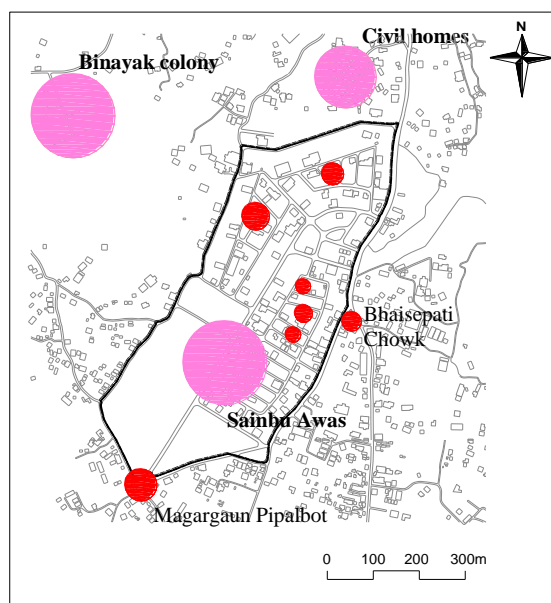 Civil homes
N
Binayak colony
Bhaisepati
Chowk
Sainbu Awas
Magargaun Pipalbot
0 100 200 300m